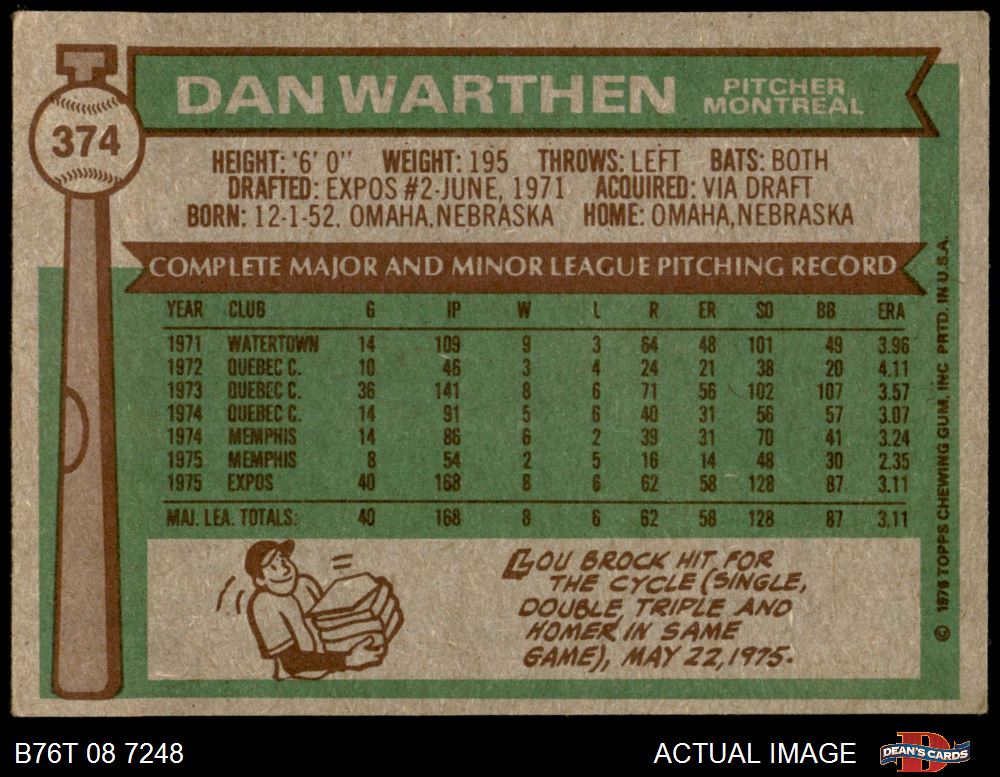 374
DAN WARTHEN
PITCHER
MONTREAL
HEIGHT: '6' 0" WEIGHT: 195 THROWS: LEFT BATS: BOTH
DRAFTED: EXPOS #2-JUNE, 1971 ACQUIRED: VIA DRAFT
BORN: 12-1-52, OMAHA, NEBRASKA HOME: OMAHA, NEBRASKA
COMPLETE MAJOR AND MINOR LEAGUE PITCHING RECORD
YEAR CLUB G IP W L R ER SO BB ERA
1971 WATERTOWN 14 109 9 3 64 48 101 49 3.96
1972 QUEBEC C. 10 46 3 4 24 21 38 20 4.11
1973 QUEBEC C. 36 141 8 6 71 56 102 107 3.57
1974 QUEBEC C. 14 91 5 6 40 31 56 57 3.07
1974 MEMPHIS 14 86 6 2 39 31 70 41 3.24
1975 MEMPHIS 8 54 2 5 16 14 48 30 2.35
1975 EXPOS 40 168 8 6 62 58 128 87 3.11
MAJ. LEA. TOTALS: 40 168 8 6 62 58 128 87 3.11
LOU BROCK HIT FOR
THE CYCLE (SINGLE,
DOUBLE, TRIPLE AND
HOMER IN SAME
GAME), MAY 22, 1975.
© 1976 TOPPS CHEWING GUM, INC PRTD. IN U.S.A.
B76T 08 7248
ACTUAL IMAGE
D
DEAN'S CARDS